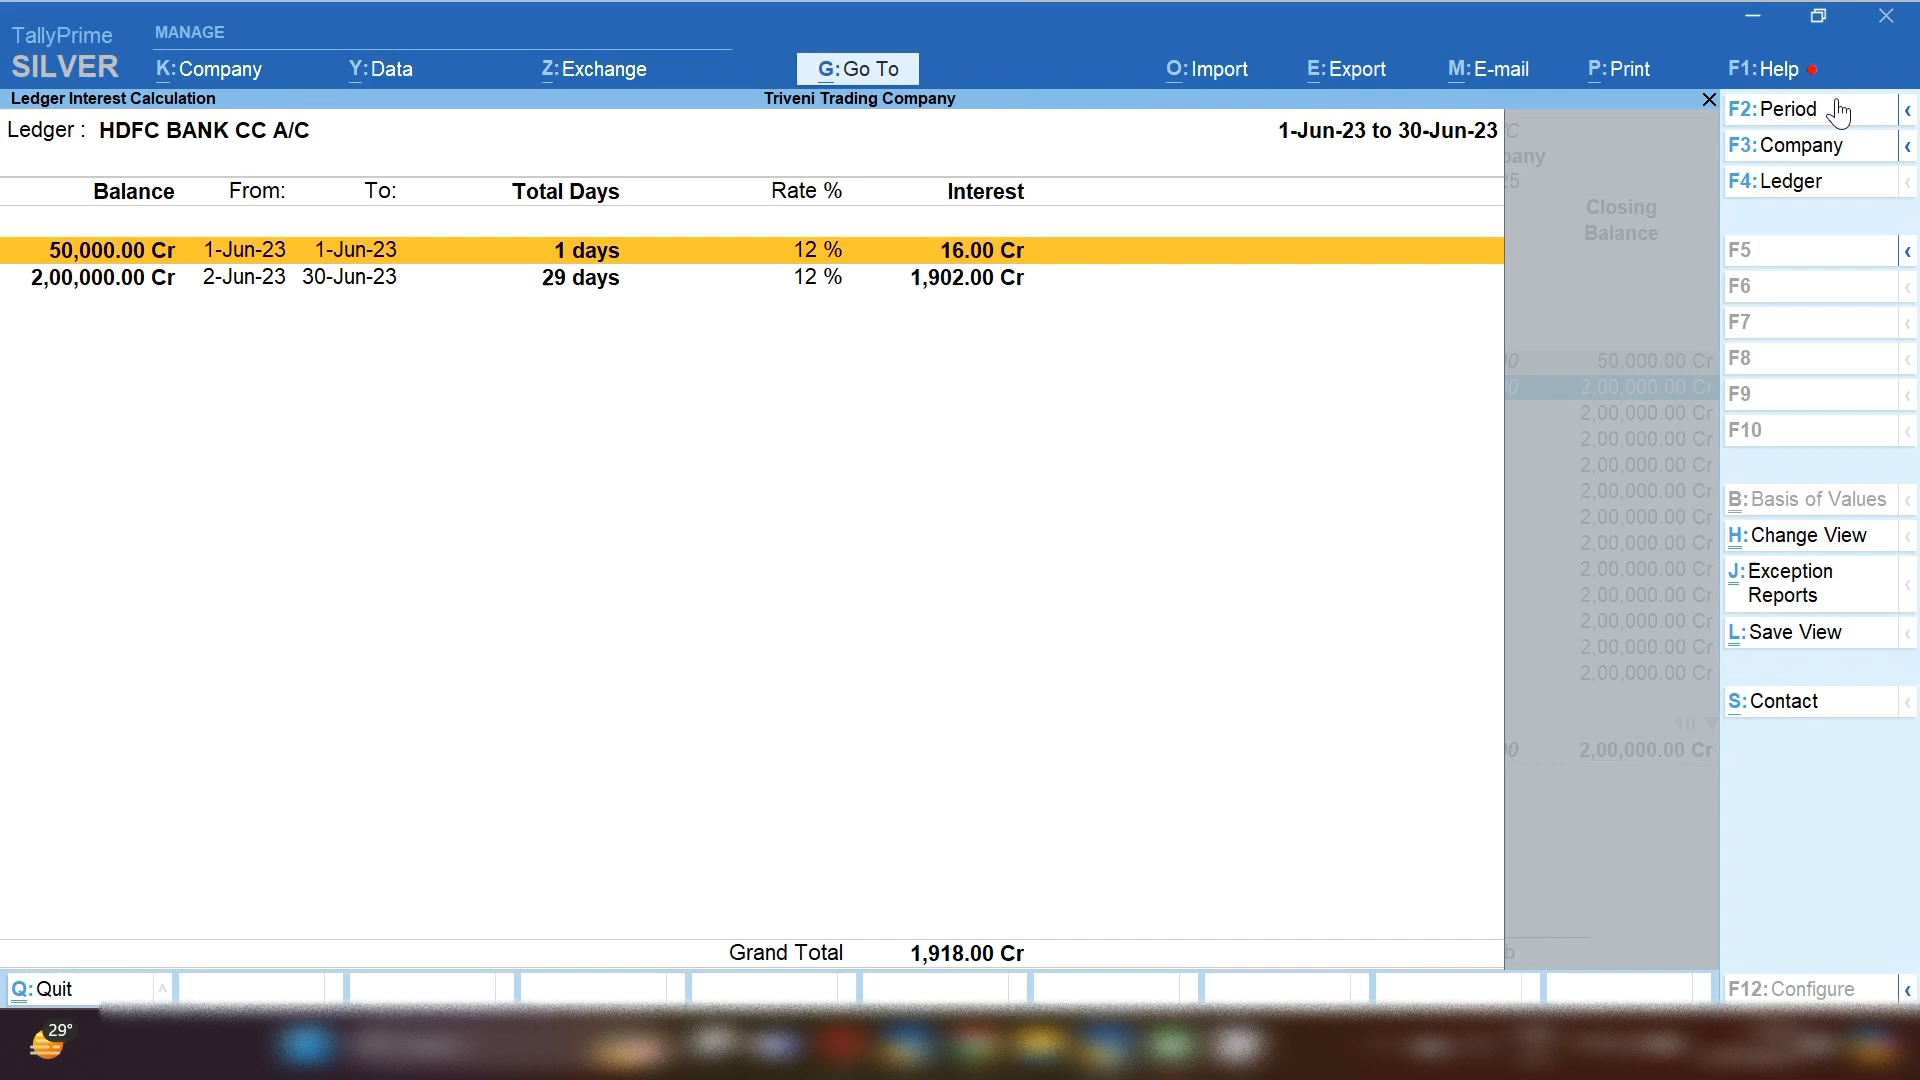 TallyPrime
SILVER
MANAGE
K:Company Y:Data Z:Exchange G:Go To O:Import E:Export M:E-mail P:Print F1:Help
Ledger Interest Calculation Triveni Trading Company
Ledger : HDFC BANK CC A/C 1-Jun-23 to 30-Jun-23
Balance From: To: Total Days Rate % Interest
50,000.00 Cr 1-Jun-23 1-Jun-23 1 days 12 % 16.00 Cr
2,00,000.00 Cr 2-Jun-23 30-Jun-23 29 days 12 % 1,902.00 Cr
Grand Total 1,918.00 Cr
Closing
Balance
50,000.00 Cr
2,00,000.00 Cr
2,00,000.00 Cr
2,00,000.00 Cr
2,00,000.00 Cr
2,00,000.00 Cr
2,00,000.00 Cr
2,00,000.00 Cr
2,00,000.00 Cr
2,00,000.00 Cr
2,00,000.00 Cr
2,00,000.00 Cr
2,00,000.00 Cr
10
2,00,000.00 Cr
F2:Period
F3:Company
F4:Ledger
F5
F6
F7
F8
F9
F10
B:Basis of Values
H:Change View
J:Exception
Reports
L:Save View
S:Contact
Q:Quit F12:Configure
29°